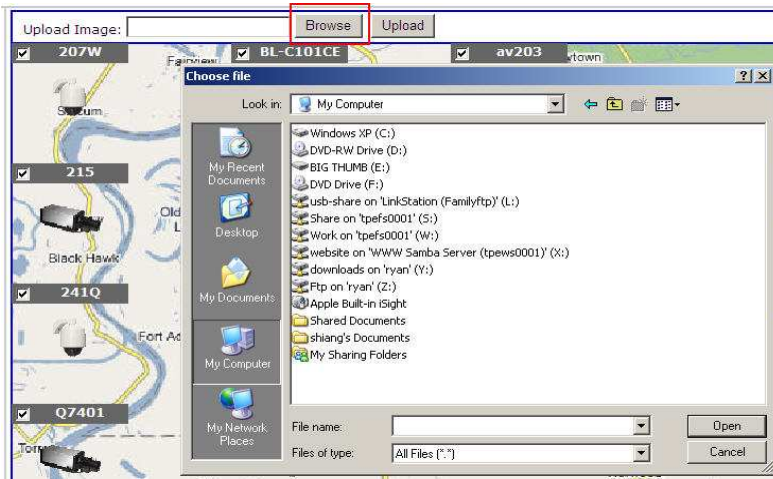 Upload Image: Browse Upload
207W BL-C101CE av203
Choose file
Look in: My Computer
Windows XP (C:)
DVD-RW Drive (D:)
BIG THUMB (E:)
DVD Drive (F:)
usb-share on 'LinkStation (Familyftp)' (L:)
Share on 'tpefs0001' (S:)
Work on 'tpefs0001' (W:)
website on 'WWW Samba Server (tpews0001)' (X:)
downloads on 'ryan' (Y:)
Ftp on 'ryan' (Z:)
Apple Built-in iSight
Shared Documents
shiang's Documents
My Sharing Folders
My Recent
Documents
Desktop
My Documents
My Computer
My Network
Places
File name: Open
Files of type: All Files (*.*) Cancel
215
Old
Black Hawk
241Q
Fort Ad
Q7401